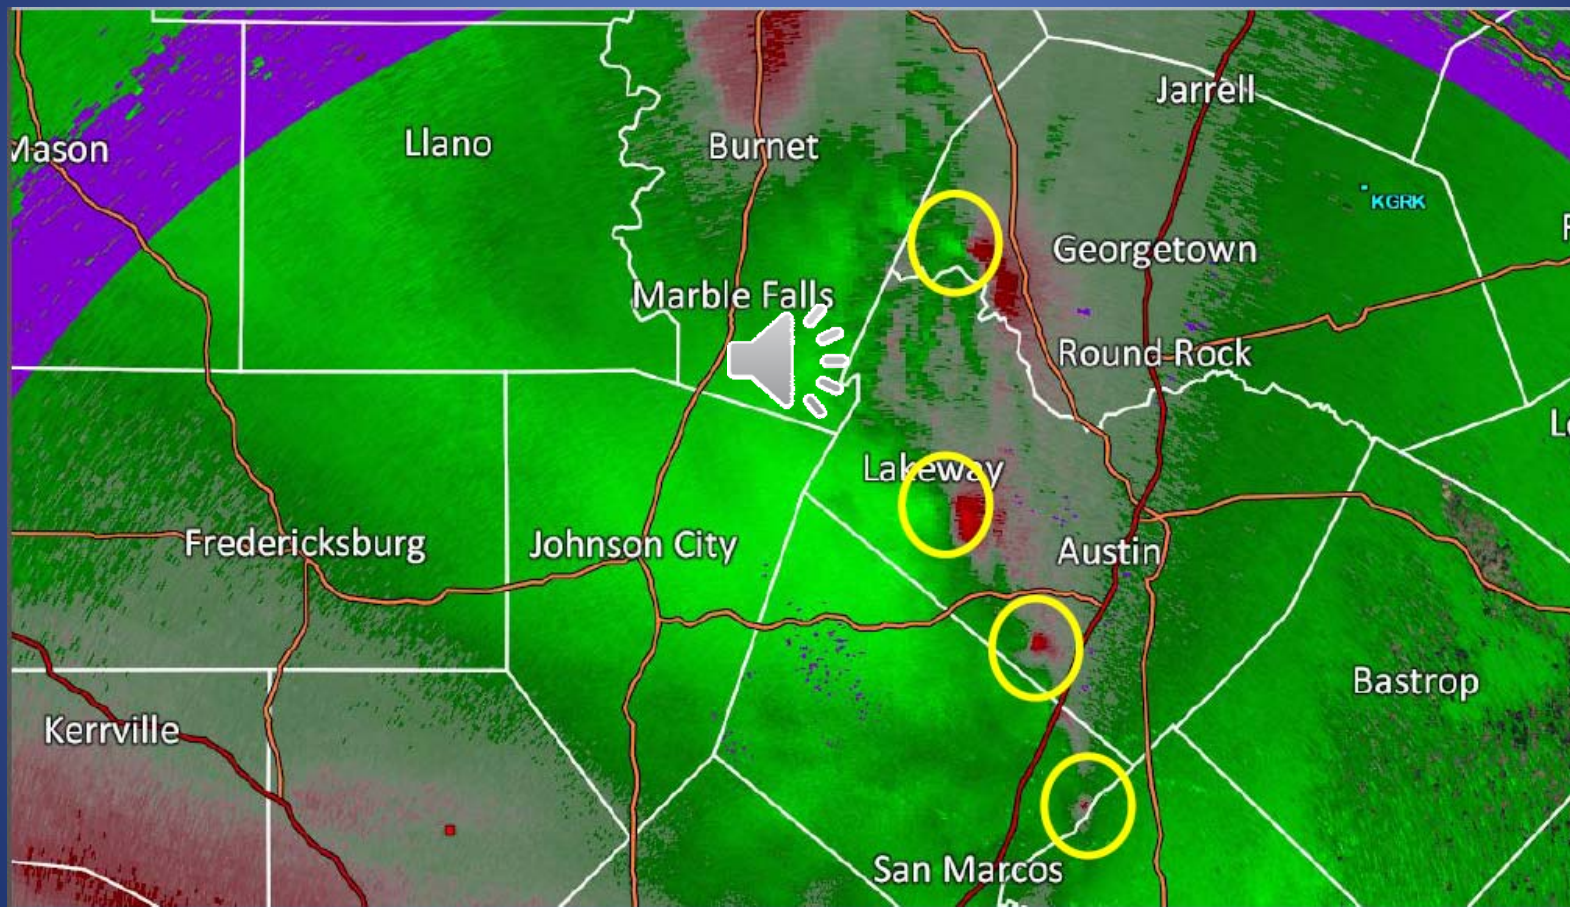 Jarrell
Mason
Llano
Burnet
KGRK
Georgetown
Marble Falls
Round Rock
Lakeway
Fredericksburg
Johnson City
Austin
Bastrop
Kerrville
San Marcos